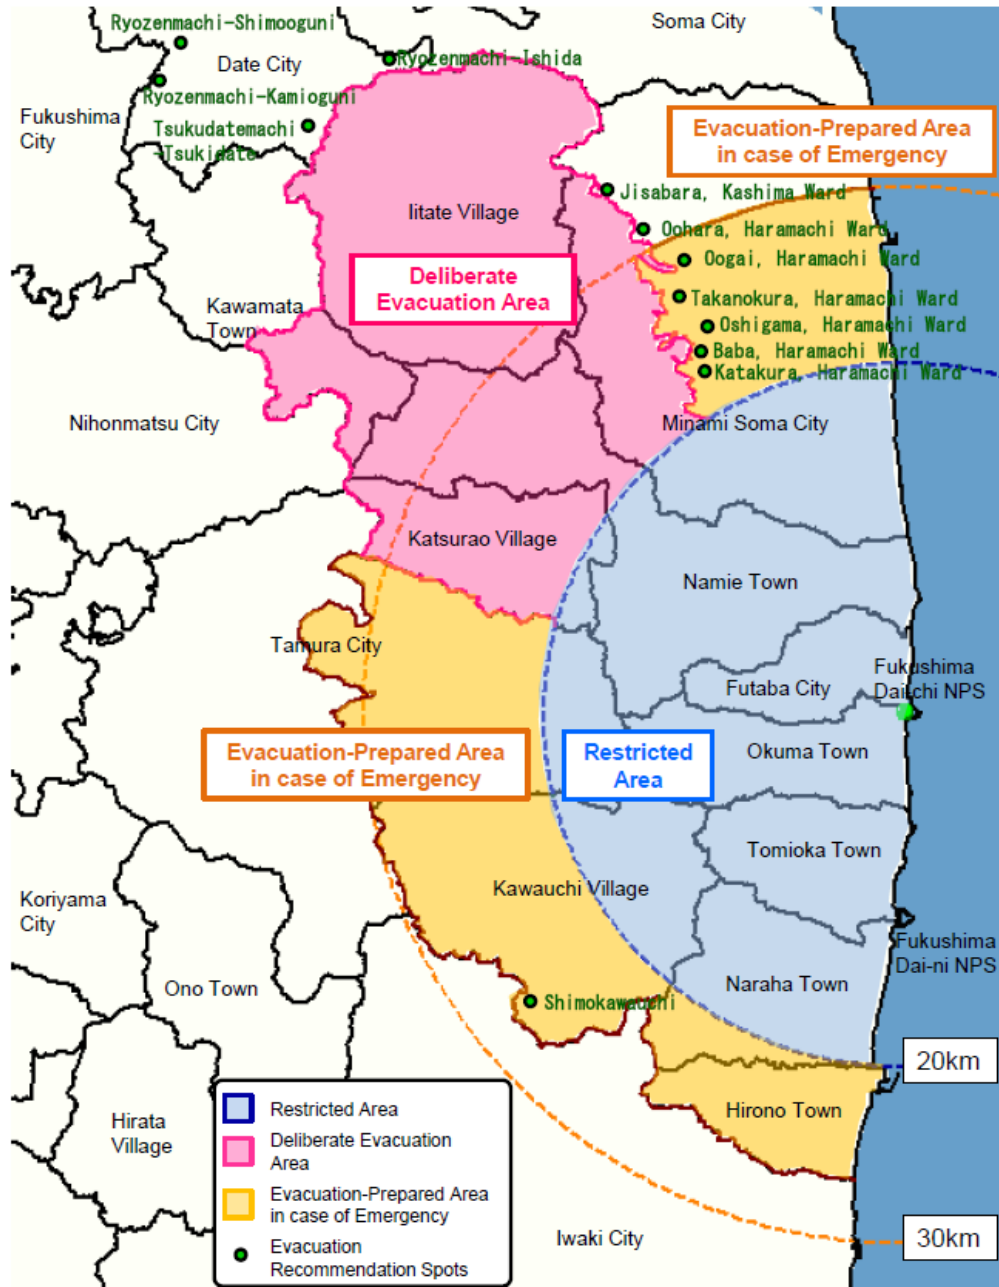 Soma City
Ryozenmachi-Shimooguni
Date City
Ryozenmachi-Ishida
Ryozenmachi-Kamioguni
Fukushima
City
Tsukudatemachi
-Tsukidate
Evacuation-Prepared Area
in case of Emergency
Jisabara, Kashima Ward
Iitate Village
Oohara, Haramachi Ward
Oogai, Haramachi Ward
Deliberate
Evacuation Area
Kawamata
Town
Takanokura, Haramachi Ward
Oshigama, Haramachi Ward
Baba, Haramachi Ward
Katakura, Haramachi Ward
Nihonmatsu City
Minami Soma City
Katsurao Village
Namie Town
Tamura City
Futaba City
Fukushima
Dai-ichi NPS
Evacuation-Prepared Area
in case of Emergency
Restricted
Area
Okuma Town
Tomioka Town
Kawauchi Village
Koriyama
City
Fukushima
Dai-ni NPS
Ono Town
Naraha Town
Shimokawauchi
20km
Hirono Town
Hirata
Village
Restricted Area
Deliberate Evacuation
Area
Evacuation-Prepared Area
in case of Emergency
Evacuation
Recommendation Spots
Iwaki City
30km